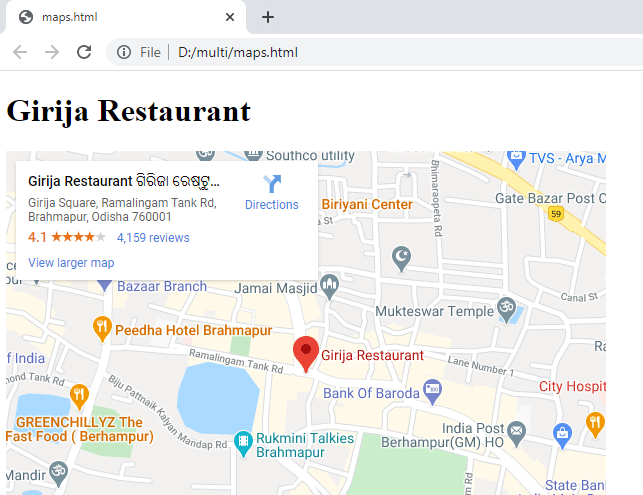 maps.html
File | D:/multi/maps.html
Girija Restaurant
Southco utility
TVS - Arya M
Girija Restaurant ଗିରିଜା ରେଷ୍ଟୁ...
Directions
Girija Square, Ramalingam Tank Rd,
Brahmapur, Odisha 760001
4.1 4,159 reviews
View larger map
Biriyani Center
Bhimaraopeta Rd
Gate Bazar Post O
59
Bazaar Branch
Jamai Masjid
Canal St
Mukteswar Temple
Peedha Hotel Brahmapur
Ramalingam Tank Rd
Girija Restaurant
of India
Lane Number 1
ond Tank Rd
Biju Pattnaik Kalyan Mandap Rd
Bank Of Baroda
City Hospit
GREENCHILLYZ The
Fast Food ( Berhampur)
Rukmini Talkies
Brahmapur
India Post
Berhampur(GM) HO
Mandir
State Ban